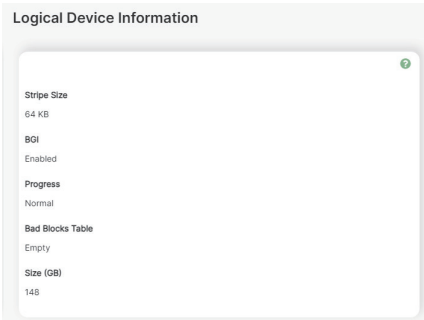 Logical Device Information
Stripe Size
64 KB
BGI
Enabled
Progress
Normal
Bad Blocks Table
Empty
Size (GB)
148